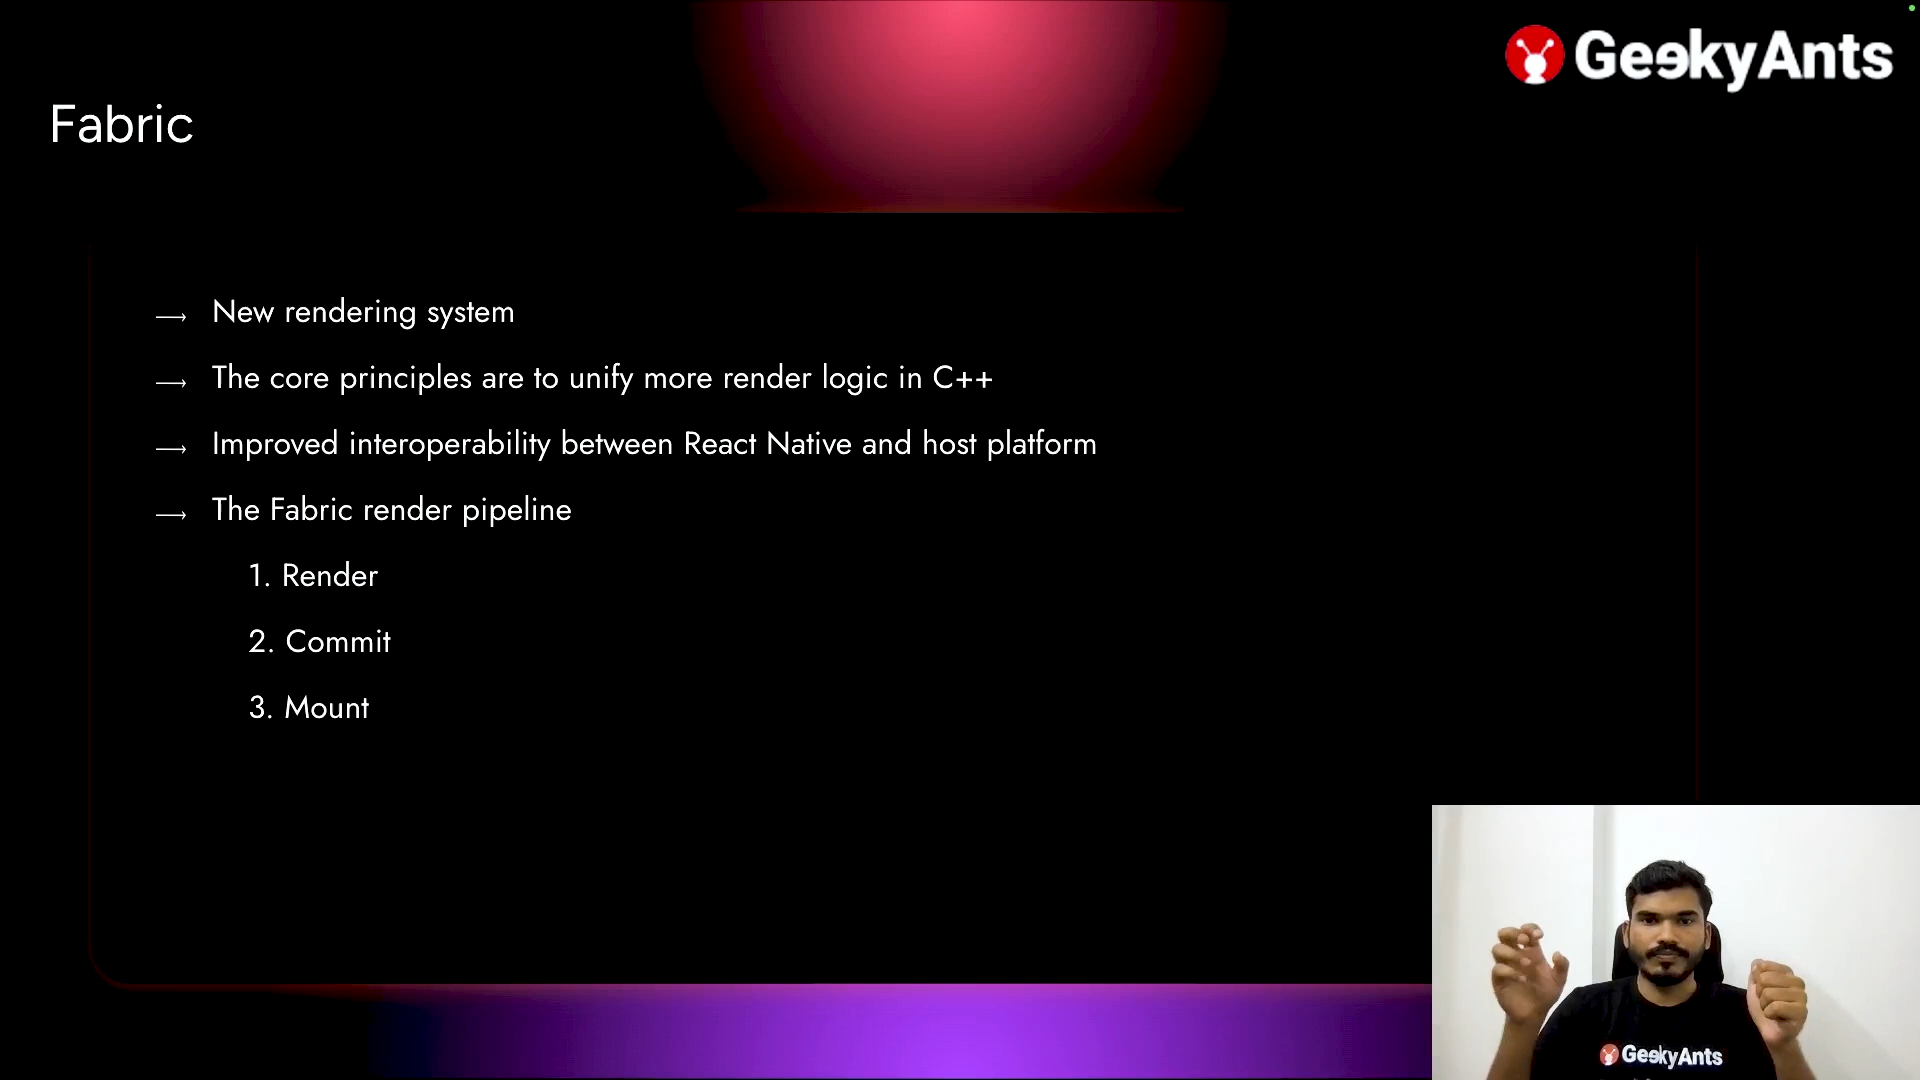 GeekyAnts
Fabric
New rendering system
The core principles are to unify more render logic in C++
Improved interoperability between React Native and host platform
The Fabric render pipeline
1. Render
2. Commit
3. Mount
GeekyAnts